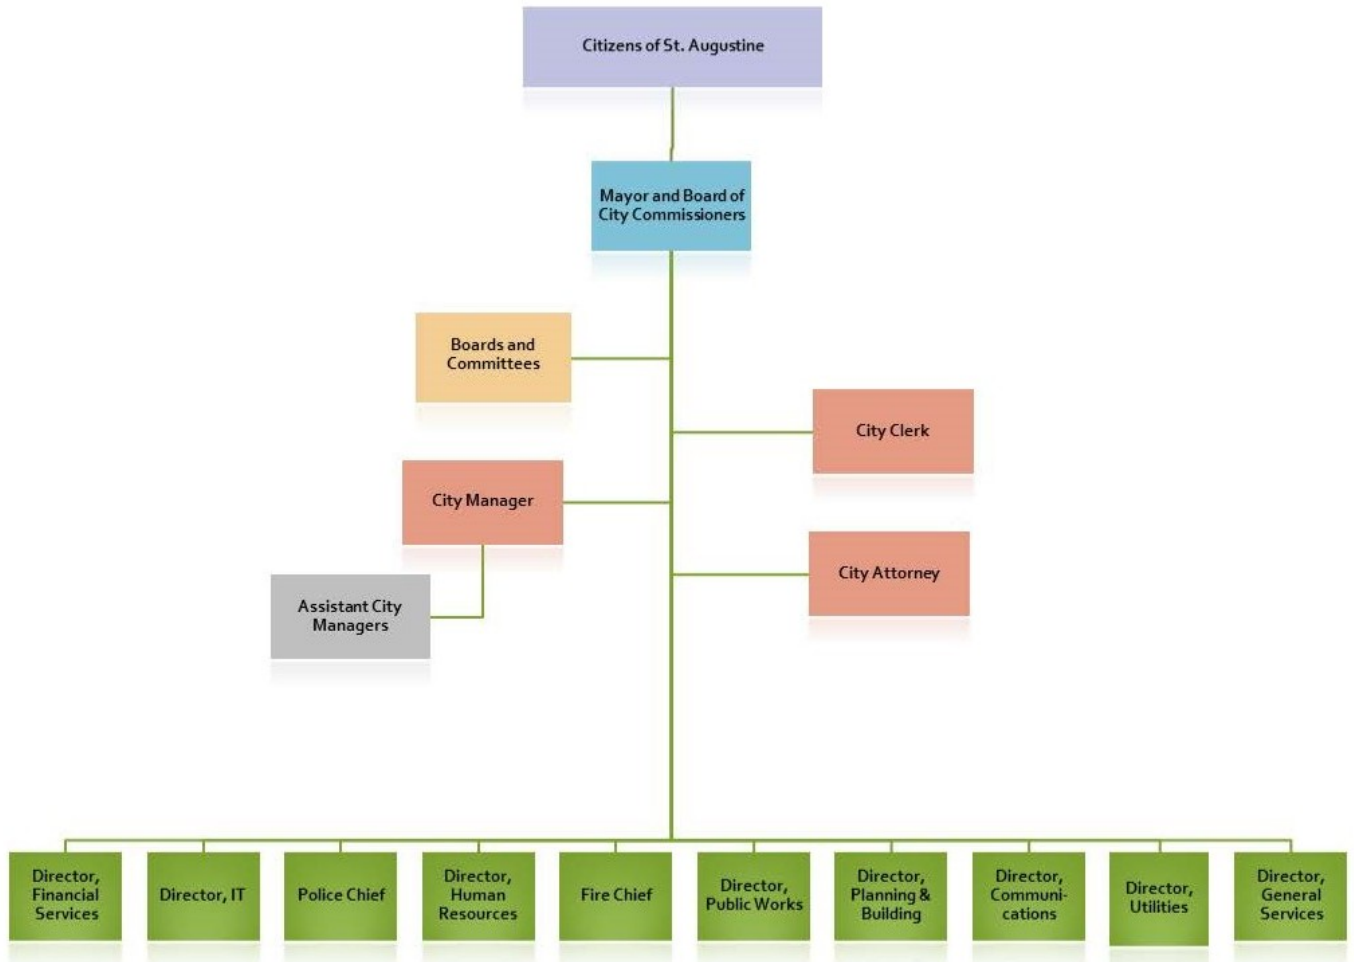 Citizens of St. Augustine
Mayor and Board of
City Commissioners
Boards and
Committees
City Clerk
City Manager
City Attorney
Assistant City
Managers
Director,
Financial
Services
Director, IT
Police Chief
Director,
Human
Resources
Fire Chief
Director,
Public Works
Director,
Planning &
Building
Director,
Communi-
cations
Director,
Utilities
Director,
General
Services